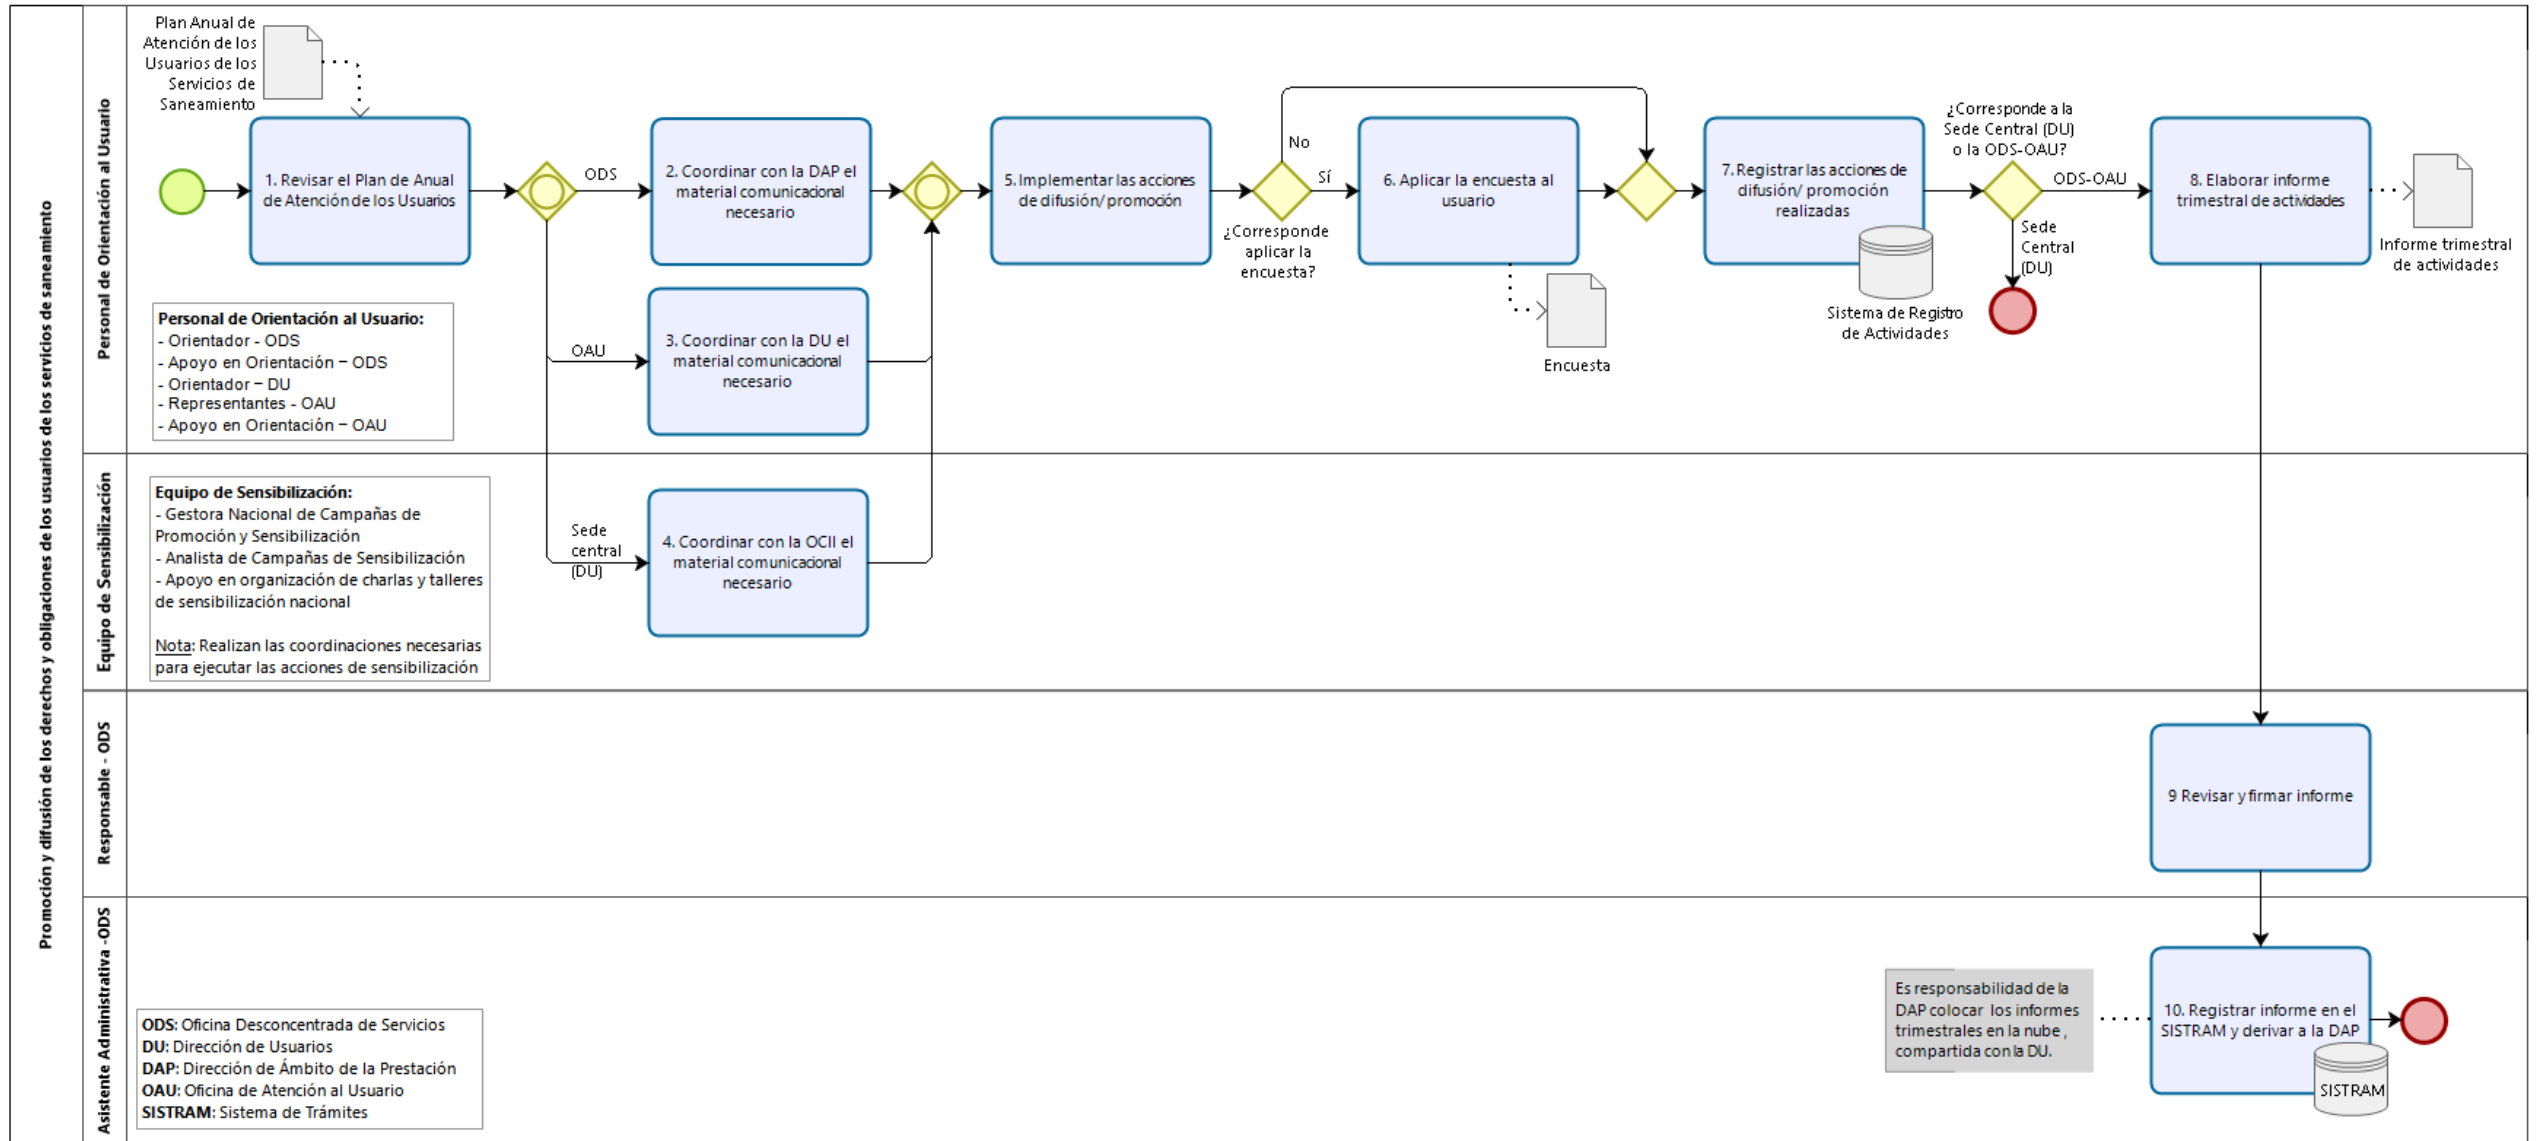 Promoción y difusión de los derechos y obligaciones de los usuarios de los servicios de saneamiento
Personal de Orientación al Usuario
Plan Anual de
Atención de los
Usuarios de los
Servicios de
Saneamiento
1. Revisar el Plan de Anual
de Atención de los Usuarios
ODS
2. Coordinar con la DAP el
material comunicacional
necesario
OAU
3. Coordinar con la DU el
material comunicacional
necesario
5. Implementar las acciones
de difusión/ promoción
No
Sí
¿Corresponde
aplicar la
encuesta?
6. Aplicar la encuesta al
usuario
Encuesta
7. Registrar las acciones de
difusión/ promoción
realizadas
Sistema de Registro
de Actividades
¿Corresponde a la
Sede Central (DU)
o la ODS-OAU?
ODS-OAU
Sede
Central
(DU)
8. Elaborar informe
trimestral de actividades
Informe trimestral
de actividades
Personal de Orientación al Usuario:
- Orientador - ODS
- Apoyo en Orientación – ODS
- Orientador – DU
- Representantes - OAU
- Apoyo en Orientación – OAU
Equipo de Sensibilización
Equipo de Sensibilización:
- Gestora Nacional de Campañas de
Promoción y Sensibilización
- Analista de Campañas de Sensibilización
- Apoyo en organización de charlas y talleres
de sensibilización nacional
Nota: Realizan las coordinaciones necesarias
para ejecutar las acciones de sensibilización
Sede
central
(DU)
4. Coordinar con la OCII el
material comunicacional
necesario
Responsable - ODS
9 Revisar y firmar informe
Asistente Administrativa -ODS
ODS: Oficina Desconcentrada de Servicios
DU: Dirección de Usuarios
DAP: Dirección de Ámbito de la Prestación
OAU: Oficina de Atención al Usuario
SISTRAM: Sistema de Trámites
Es responsabilidad de la
DAP colocar los informes
trimestrales en la nube ,
compartida con la DU.
10. Registrar informe en el
SISTRAM y derivar a la DAP
SISTRAM